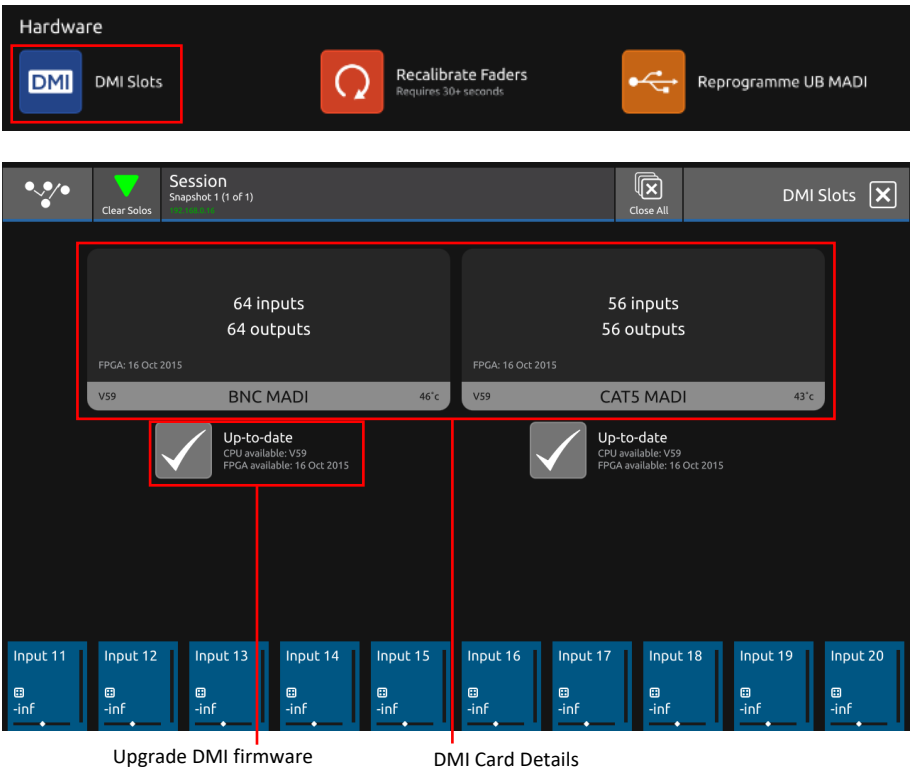 Hardware
DMI
DMI Slots
Recalibrate Faders
Requires 30+ seconds
Reprogramme UB MADI
Clear Solos
Session
Snapshot 1 (1 of 1)
192.168.0.16
Close All
DMI Slots
64 inputs
64 outputs
FPGA: 16 Oct 2015
V59
BNC MADI
46°c
56 inputs
56 outputs
FPGA: 16 Oct 2015
V59
CAT5 MADI
43°c
Up-to-date
CPU available: V59
FPGA available: 16 Oct 2015
Up-to-date
CPU available: V59
FPGA available: 16 Oct 2015
Input 11
-inf
Input 12
-inf
Input 13
-inf
Input 14
-inf
Input 15
-inf
Input 16
-inf
Input 17
-inf
Input 18
-inf
Input 19
-inf
Input 20
-inf
Upgrade DMI firmware
DMI Card Details